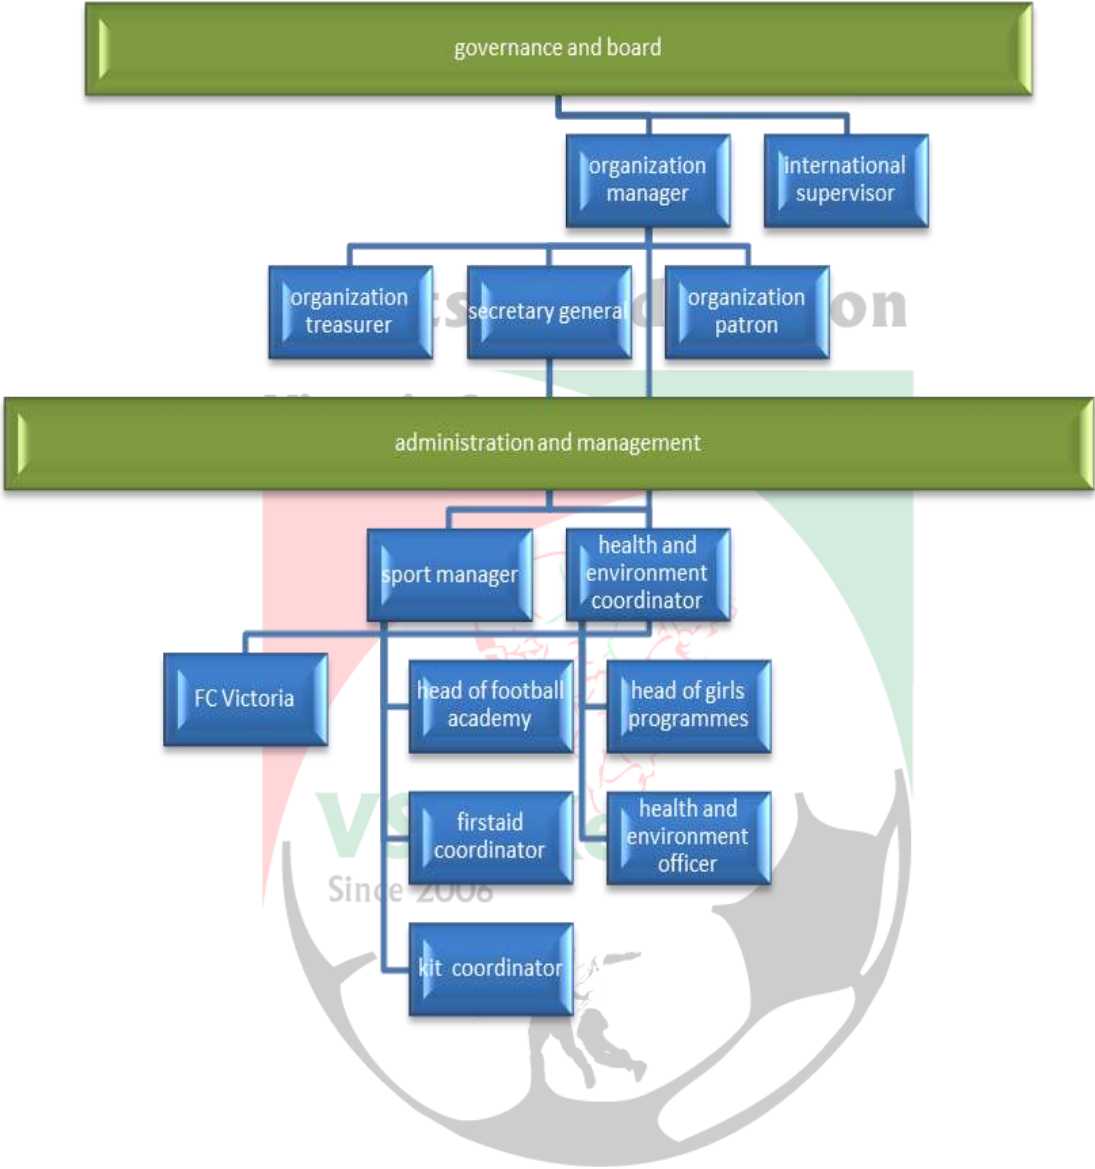 governance and board
organization
manager
international
supervisor
organization
treasurer
secretary general
organization
patron
administration and management
sport manager
health and
environment
coordinator
FC Victoria
head of football
academy
head of girls
programmes
firstaid
coordinator
health and
environment
officer
Since 2006
kit coordinator